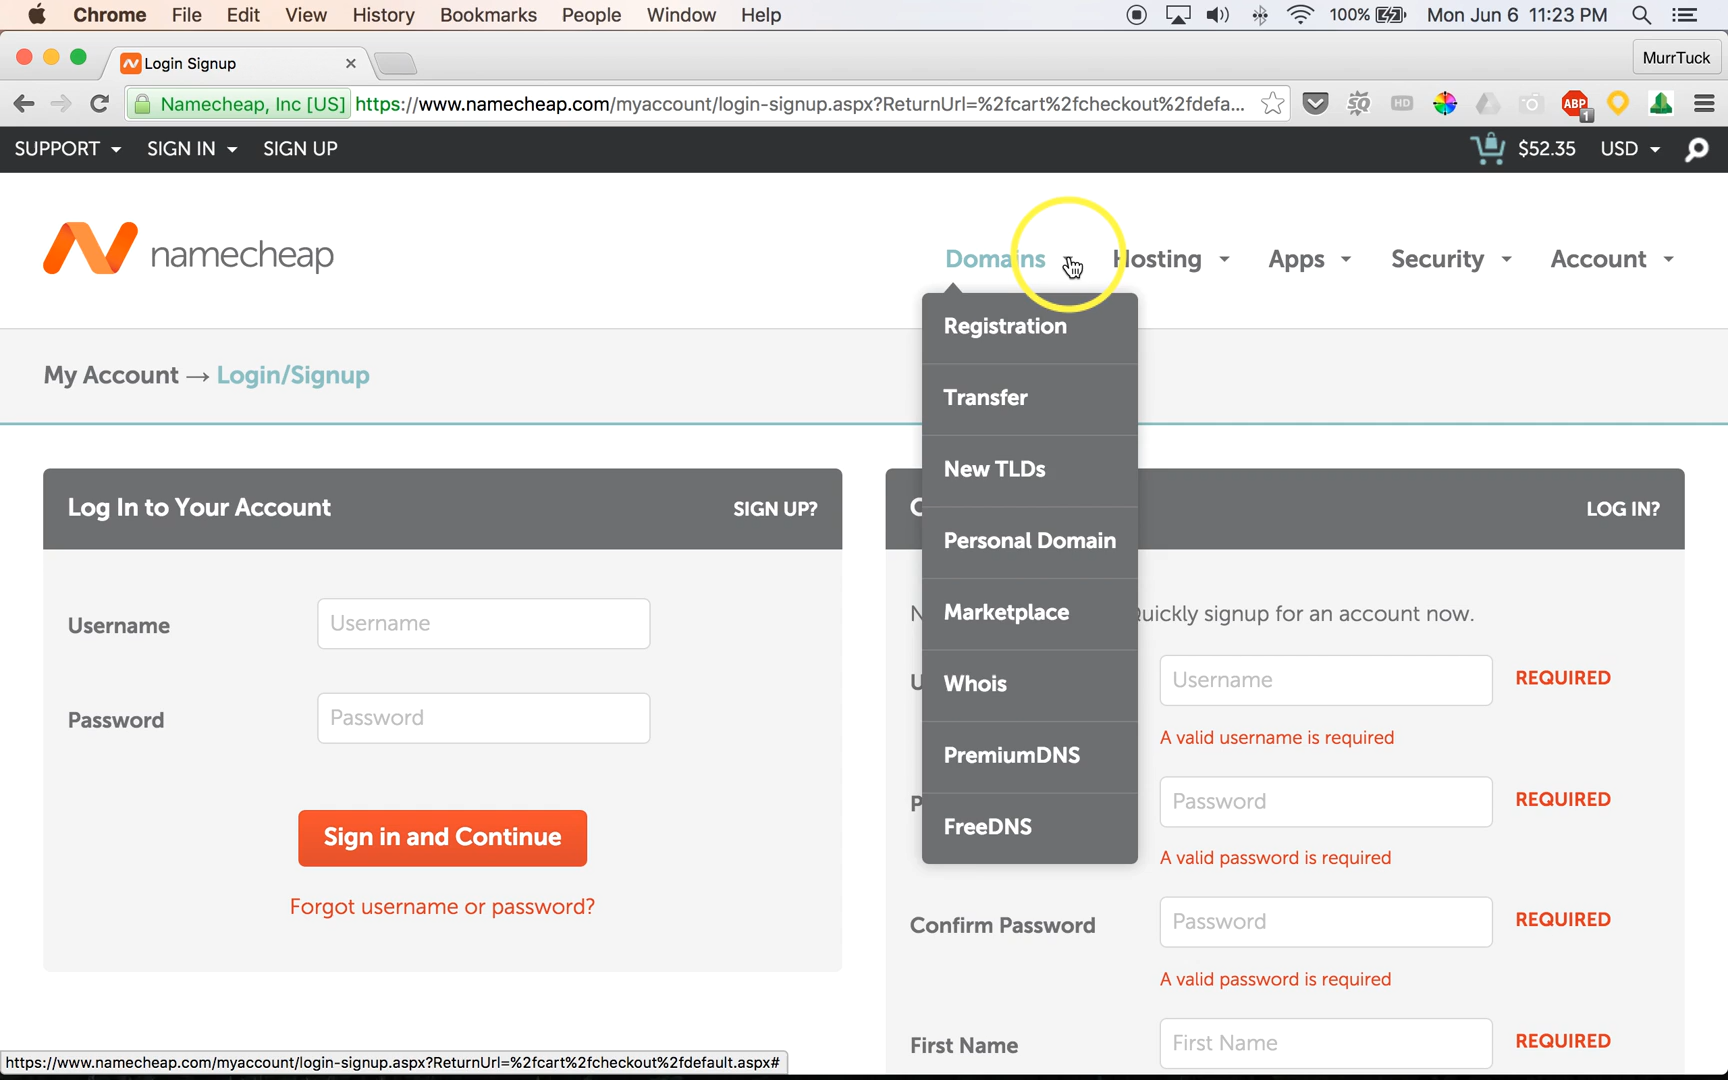 Chrome File Edit View History Bookmarks People Window Help 100% Mon Jun 6 11:23 PM
Login Signup MurrTuck
Namecheap, Inc [US] https://www.namecheap.com/myaccount/login-signup.aspx?ReturnUrl=%2fcart%2fcheckout%2fdefa... HD ABP 1
SUPPORT SIGN IN SIGN UP $52.35 USD
namecheap Domains Hosting Apps Security Account
Registration
My Account → Login/Signup
Transfer
New TLDs
Log In to Your Account SIGN UP? LOG IN?
Personal Domain
Marketplace
Quickly signup for an account now.
Username Username
Whois
Username REQUIRED
A valid username is required
Password Password
PremiumDNS
Password REQUIRED
A valid password is required
FreeDNS
Sign in and Continue
Forgot username or password?
Confirm Password Password REQUIRED
A valid password is required
First Name First Name REQUIRED
https://www.namecheap.com/myaccount/login-signup.aspx?ReturnUrl=%2fcart%2fcheckout%2fdefault.aspx#